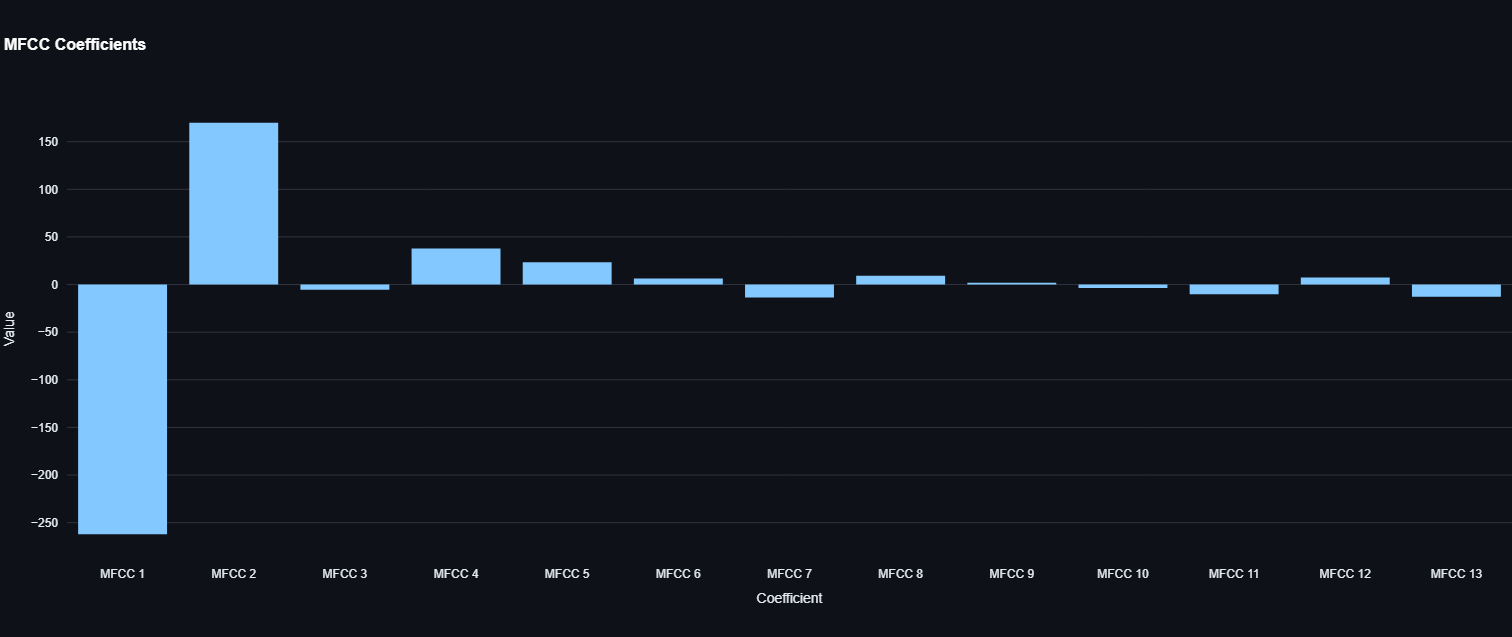 MFCC Coefficients
150
100
50
0
−50
−100
−150
−200
−250
Value
MFCC 1 MFCC 2 MFCC 3 MFCC 4 MFCC 5 MFCC 6 MFCC 7 MFCC 8 MFCC 9 MFCC 10 MFCC 11 MFCC 12 MFCC 13
Coefficient